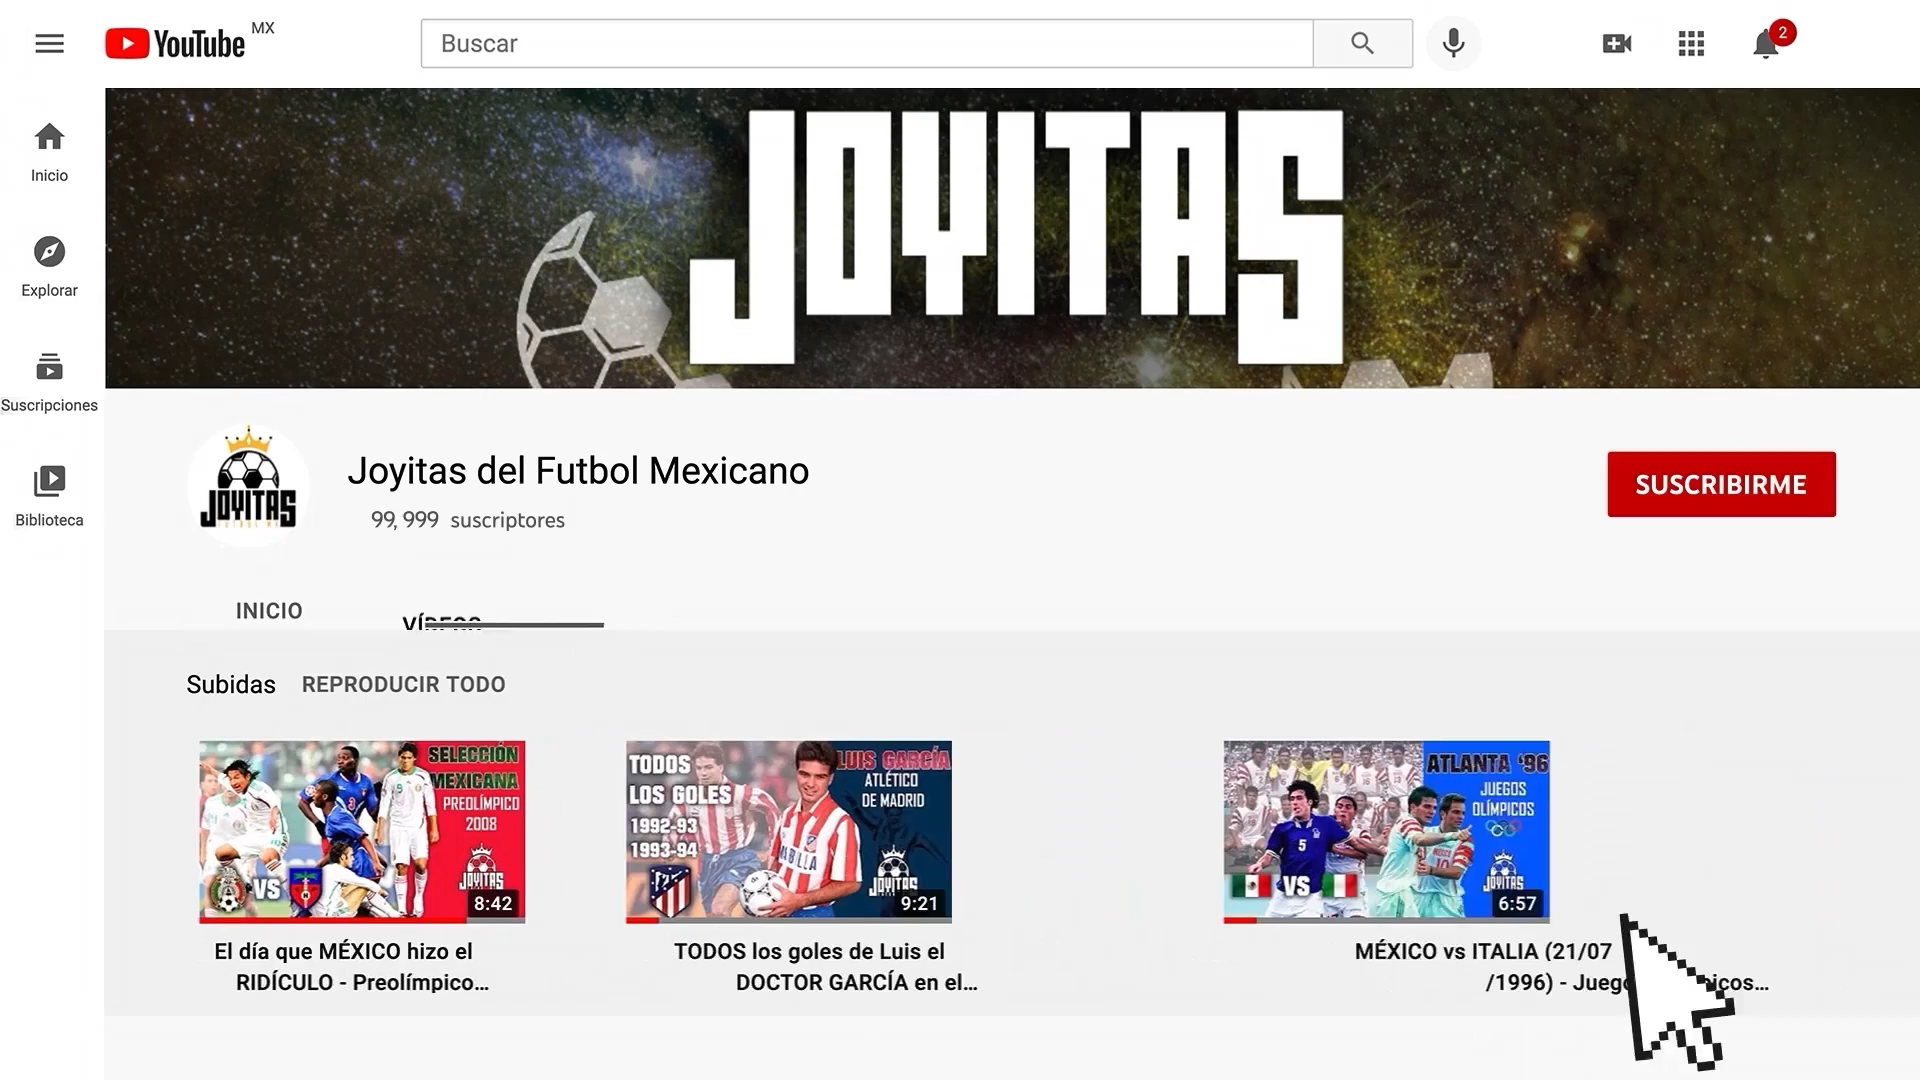 YouTube MX
Buscar
2
Inicio
Explorar
Suscripciones
Biblioteca
JOYITAS
JOYITAS
Joyitas del Futbol Mexicano
99,999 suscriptores
SUSCRIBIRME
INICIO
VÍDEOS
Subidas REPRODUCIR TODO
SELECCIÓN
MEXICANA
PREOLÍMPICO
2008
VS
JOYITAS
8:42
El día que MÉXICO hizo el
RIDÍCULO - Preolímpico...
TODOS
LOS GOLES
1992-93
1993-94
LUIS GARCÍA
ATLÉTICO
DE MADRID
JOYITAS
9:21
TODOS los goles de Luis el
DOCTOR GARCÍA en el...
ATLANTA '96
JUEGOS
OLÍMPICOS
5
VS
JOYITAS
6:57
MÉXICO vs ITALIA (21/07
/1996) - Jueg icos...